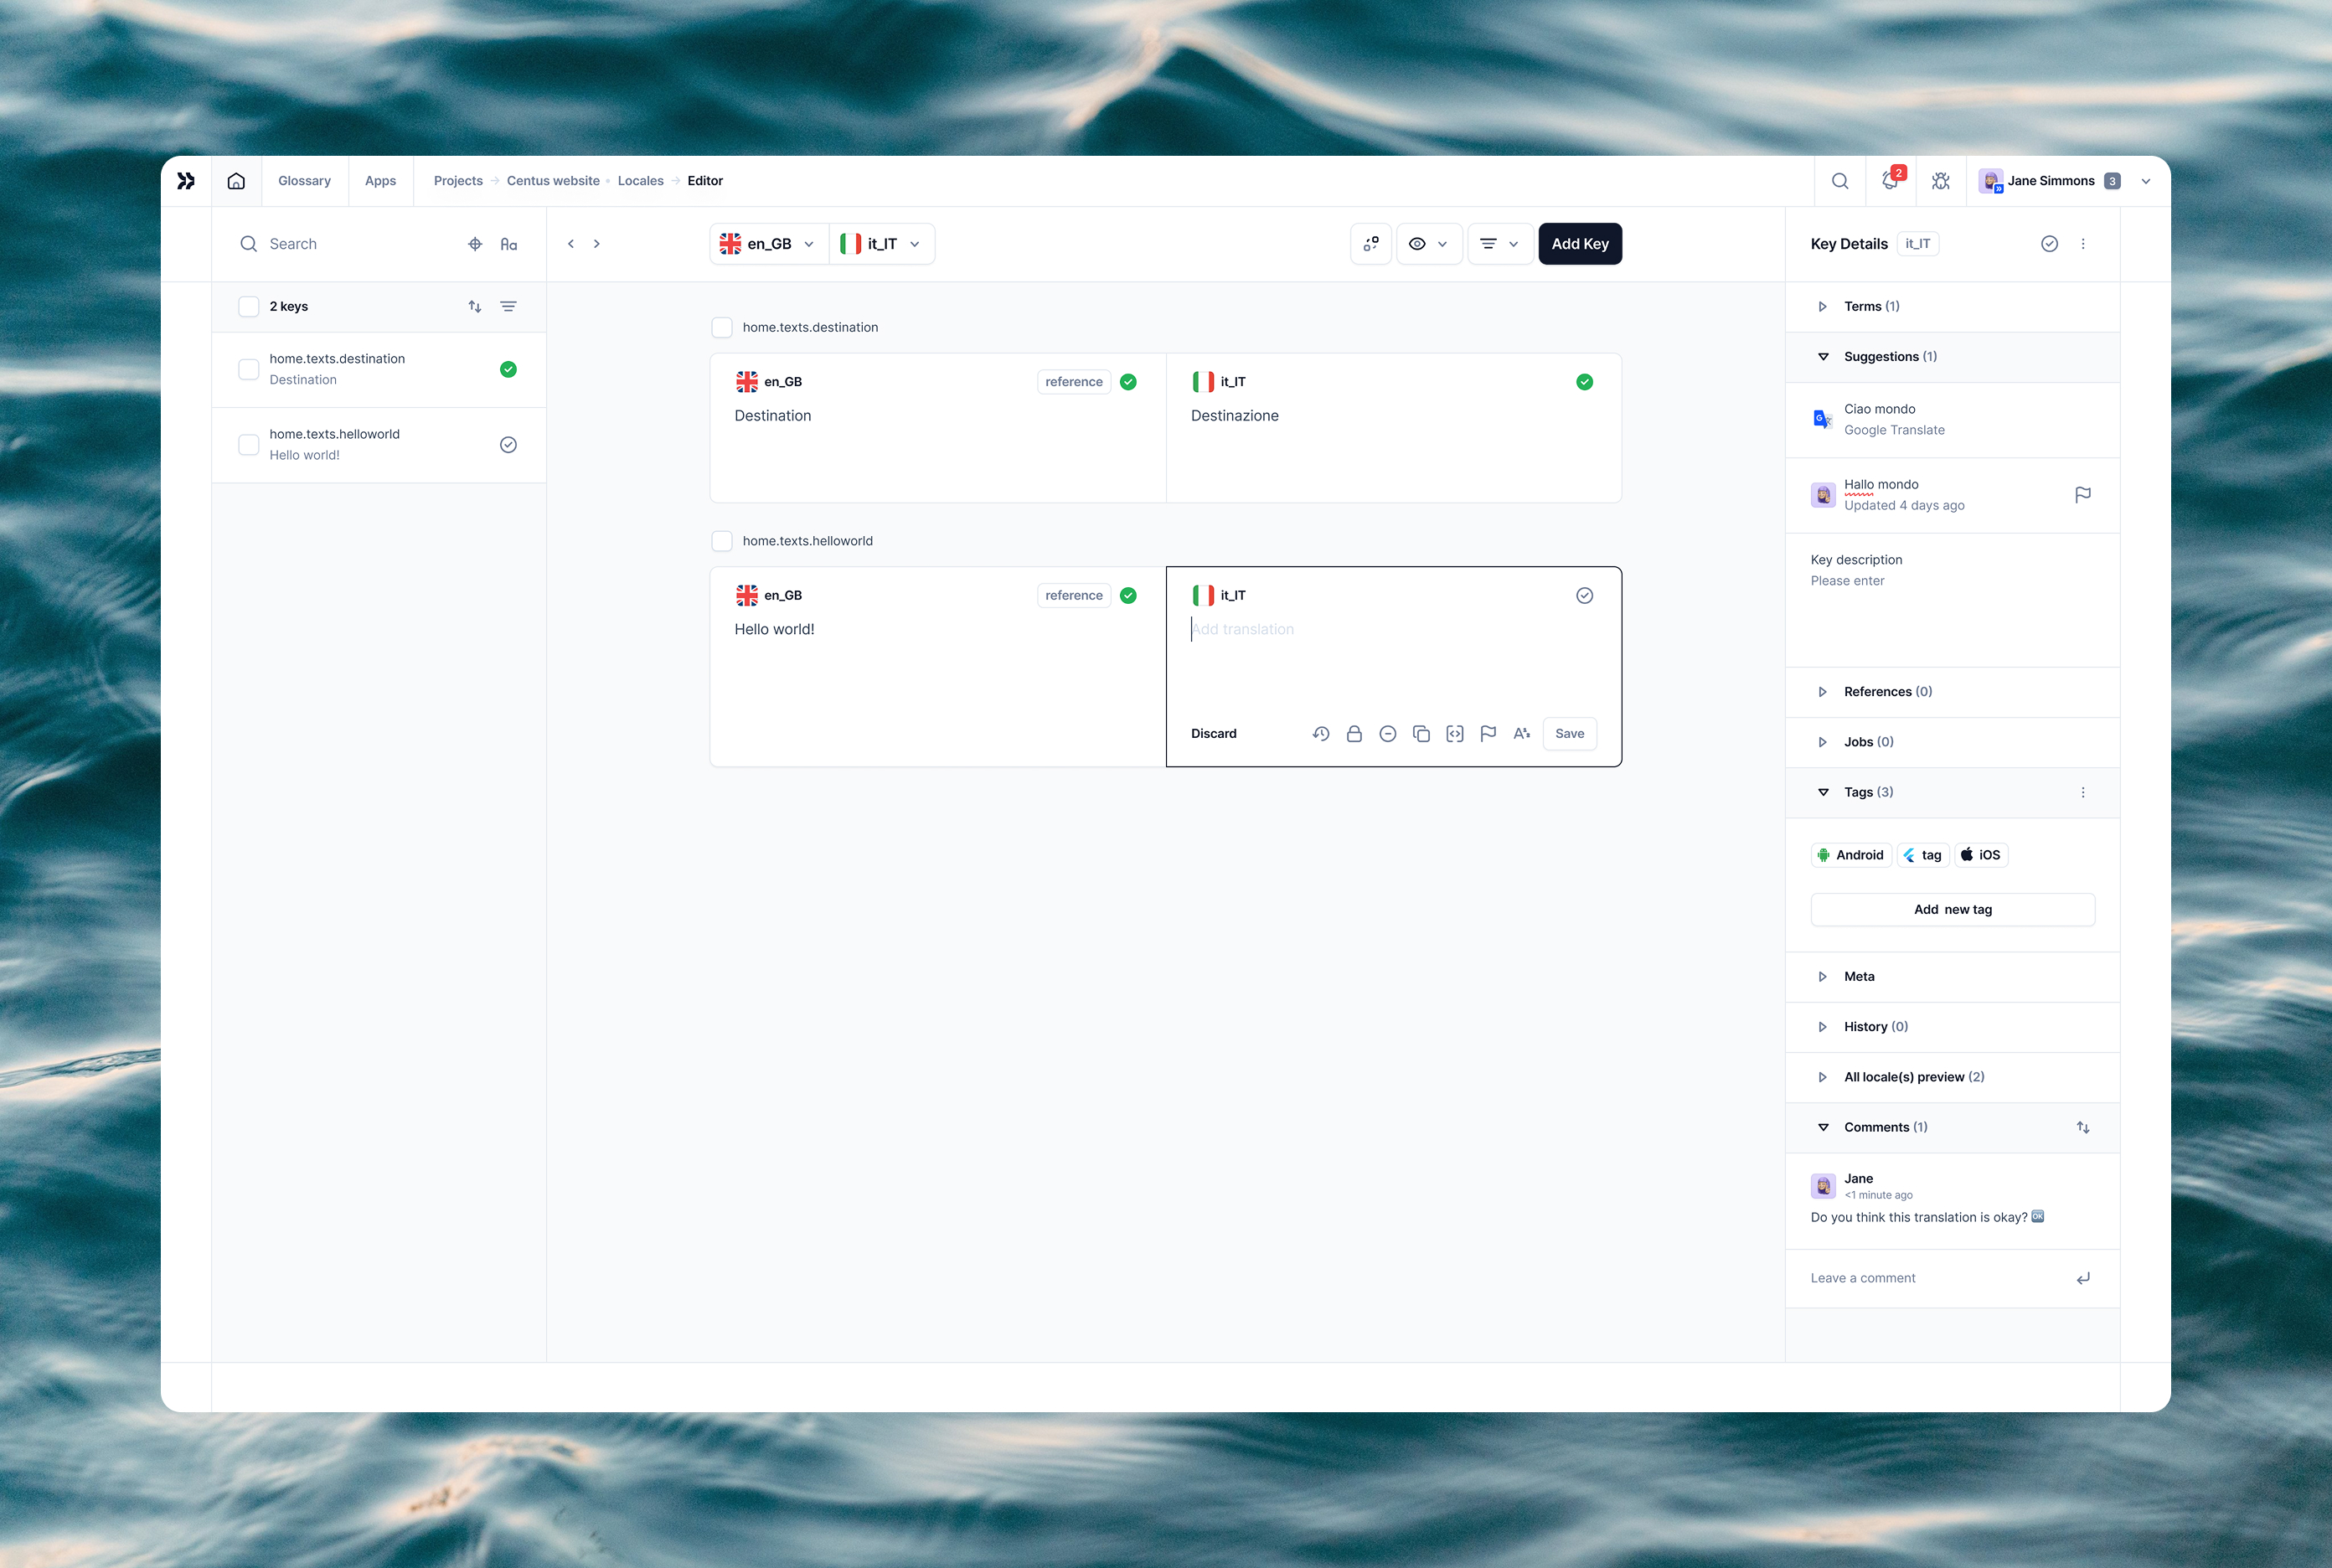 Glossary
Apps
Projects
Centus website
Locales
Editor
2
Jane Simmons
3
Search
Aa
2 keys
home.texts.destination
Destination
home.texts.helloworld
Hello world!
en_GB
it_IT
Add Key
home.texts.destination
en_GB
reference
Destination
it_IT
Destinazione
home.texts.helloworld
en_GB
reference
Hello world!
it_IT
Add translation
Discard
Save
Key Details
it_IT
Terms (1)
Suggestions (1)
Ciao mondo
Google Translate
Hallo mondo
Updated 4 days ago
Key description
Please enter
References (0)
Jobs (0)
Tags (3)
Android
tag
iOS
Add new tag
Meta
History (0)
All locale(s) preview (2)
Comments (1)
Jane
<1 minute ago
Do you think this translation is okay? 🆗
Leave a comment